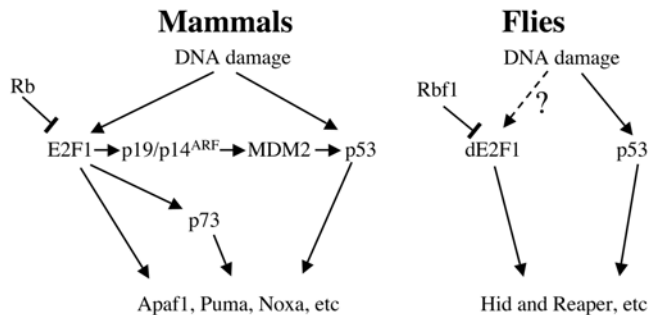 Mammals
Flies
DNA damage
DNA damage
Rb
Rbf1
?
E2F1 p19/p14ARF MDM2 p53
dE2F1 p53
p73
Apaf1, Puma, Noxa, etc
Hid and Reaper, etc